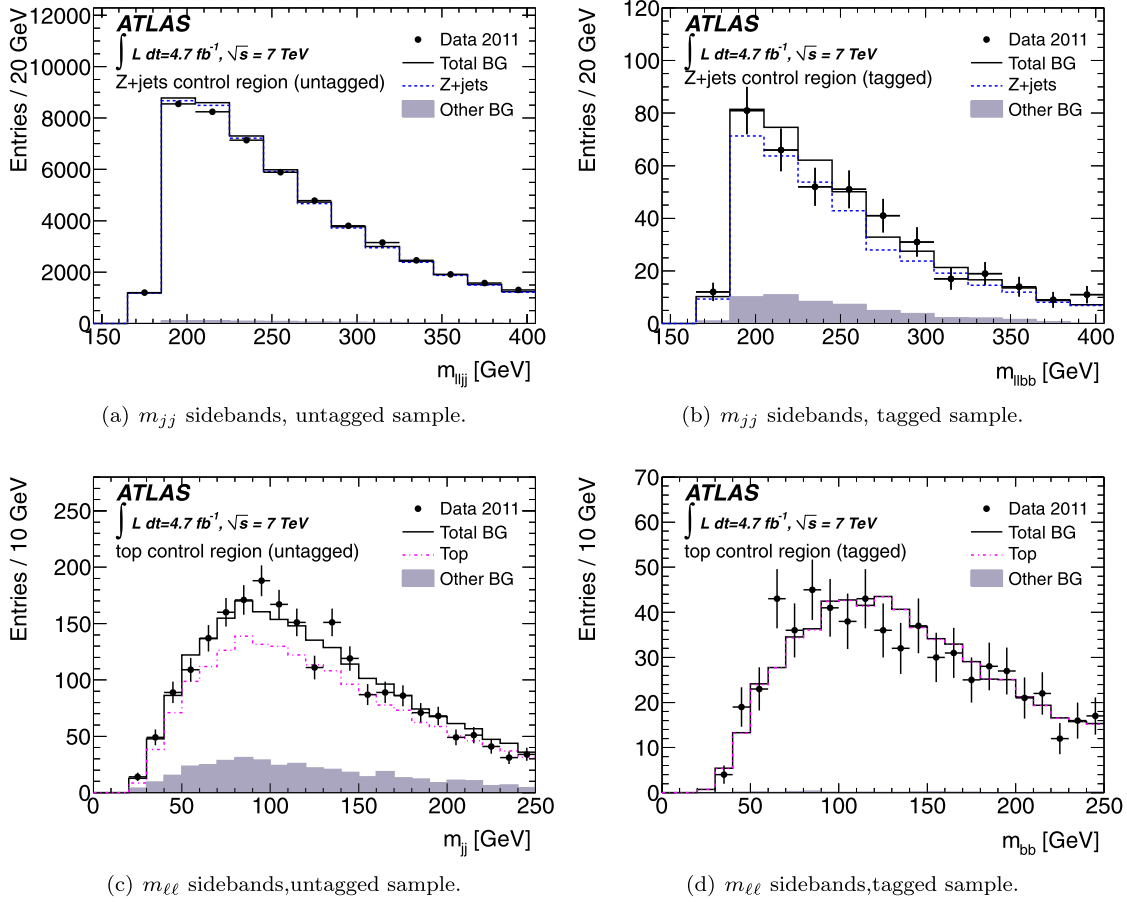 Entries / 20 GeV
12000
10000
8000
6000
4000
2000
0
ATLAS
∫ L dt=4.7 fb⁻¹, √s = 7 TeV
Z+jets control region (untagged)
Data 2011
Total BG
Z+jets
Other BG
150 200 250 300 350 400
m_lljj [GeV]
(a) m_jj sidebands, untagged sample.
Entries / 20 GeV
120
100
80
60
40
20
0
ATLAS
∫ L dt=4.7 fb⁻¹, √s = 7 TeV
Z+jets control region (tagged)
Data 2011
Total BG
Z+jets
Other BG
150 200 250 300 350 400
m_llbb [GeV]
(b) m_jj sidebands, tagged sample.
Entries / 10 GeV
250
200
150
100
50
0
ATLAS
∫ L dt=4.7 fb⁻¹, √s = 7 TeV
top control region (untagged)
Data 2011
Total BG
Top
Other BG
0 50 100 150 200 250
m_jj [GeV]
(c) m_ℓℓ sidebands,untagged sample.
Entries / 10 GeV
70
60
50
40
30
20
10
0
ATLAS
∫ L dt=4.7 fb⁻¹, √s = 7 TeV
top control region (tagged)
Data 2011
Total BG
Top
Other BG
0 50 100 150 200 250
m_bb [GeV]
(d) m_ℓℓ sidebands,tagged sample.